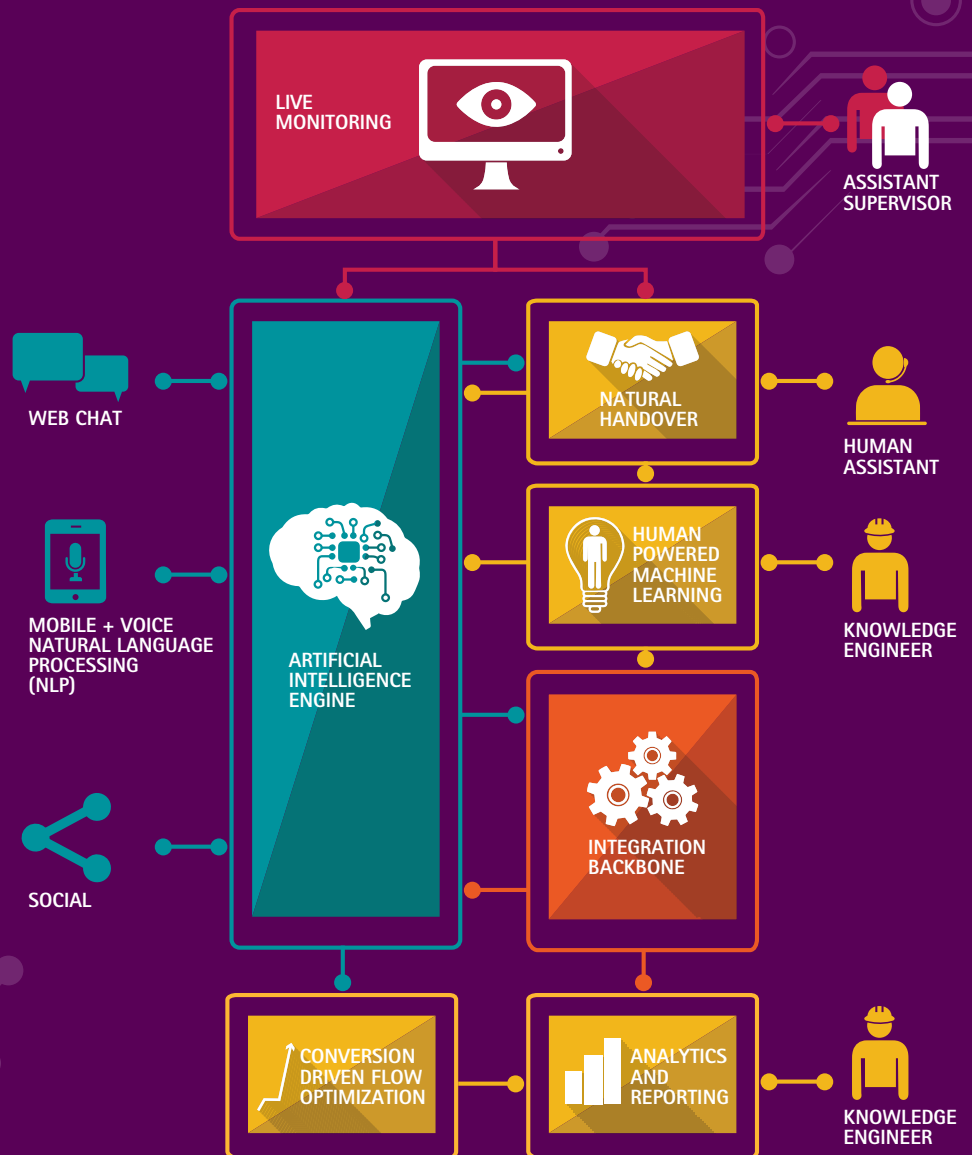 LIVE
MONITORING
ASSISTANT
SUPERVISOR
WEB CHAT
NATURAL
HANDOVER
HUMAN
ASSISTANT
MOBILE + VOICE
NATURAL LANGUAGE
PROCESSING
(NLP)
ARTIFICIAL
INTELLIGENCE
ENGINE
HUMAN
POWERED
MACHINE
LEARNING
KNOWLEDGE
ENGINEER
SOCIAL
INTEGRATION
BACKBONE
CONVERSION
DRIVEN FLOW
OPTIMIZATION
ANALYTICS
AND
REPORTING
KNOWLEDGE
ENGINEER